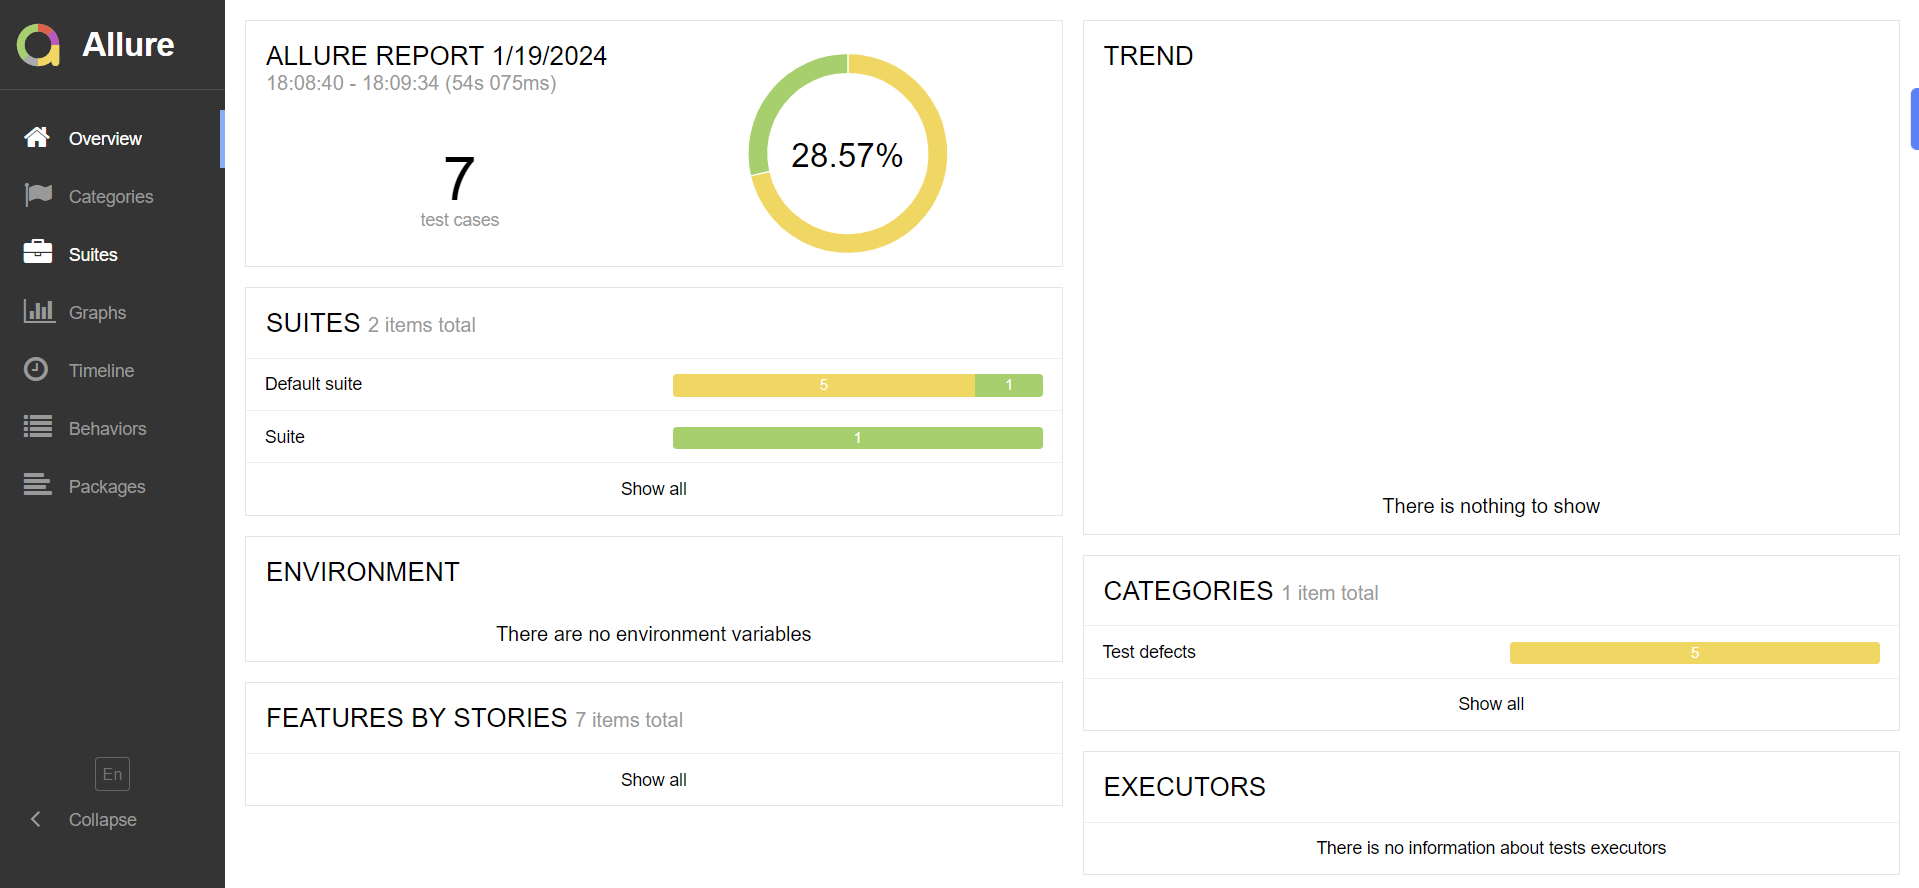 Allure
Overview
Categories
Suites
Graphs
Timeline
Behaviors
Packages
En
Collapse
ALLURE REPORT 1/19/2024
18:08:40 - 18:09:34 (54s 075ms)
7
test cases
28.57%
SUITES 2 items total
Default suite 5 1
Suite 1
Show all
ENVIRONMENT
There are no environment variables
FEATURES BY STORIES 7 items total
Show all
TREND
There is nothing to show
CATEGORIES 1 item total
Test defects 5
Show all
EXECUTORS
There is no information about tests executors